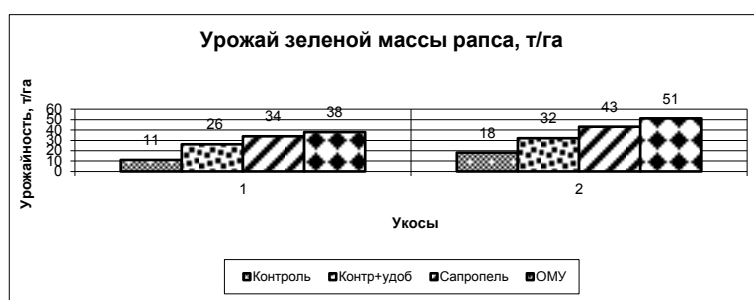 Урожай зеленой массы рапса, т/га
Урожайность, т/га
60
50
40
30
20
10
0
11
26
34
38
18
32
43
51
1
2
Укосы
Контроль
Контр+удоб
Сапропель
ОМУ